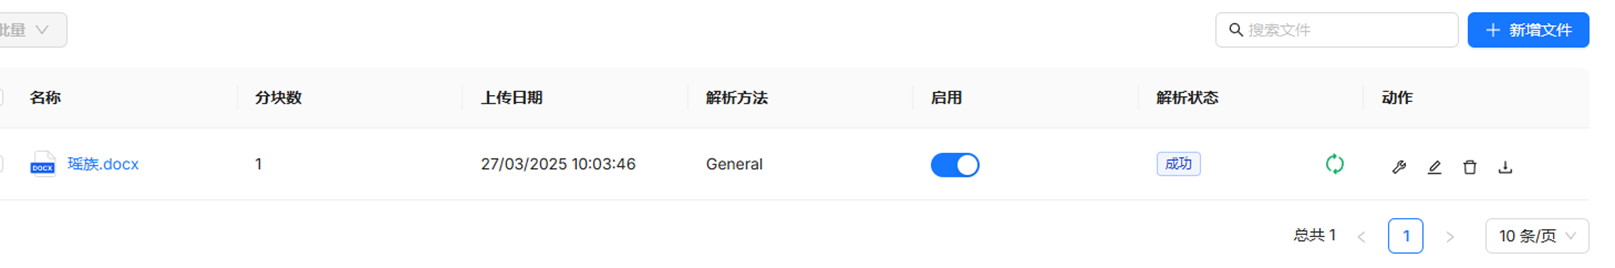 批量
搜索文件
新增文件
名称 分块数 上传日期 解析方法 启用 解析状态 动作
DOCX 瑶族.docx 1 27/03/2025 10:03:46 General 成功
总共 1 < 1 > 10 条/页